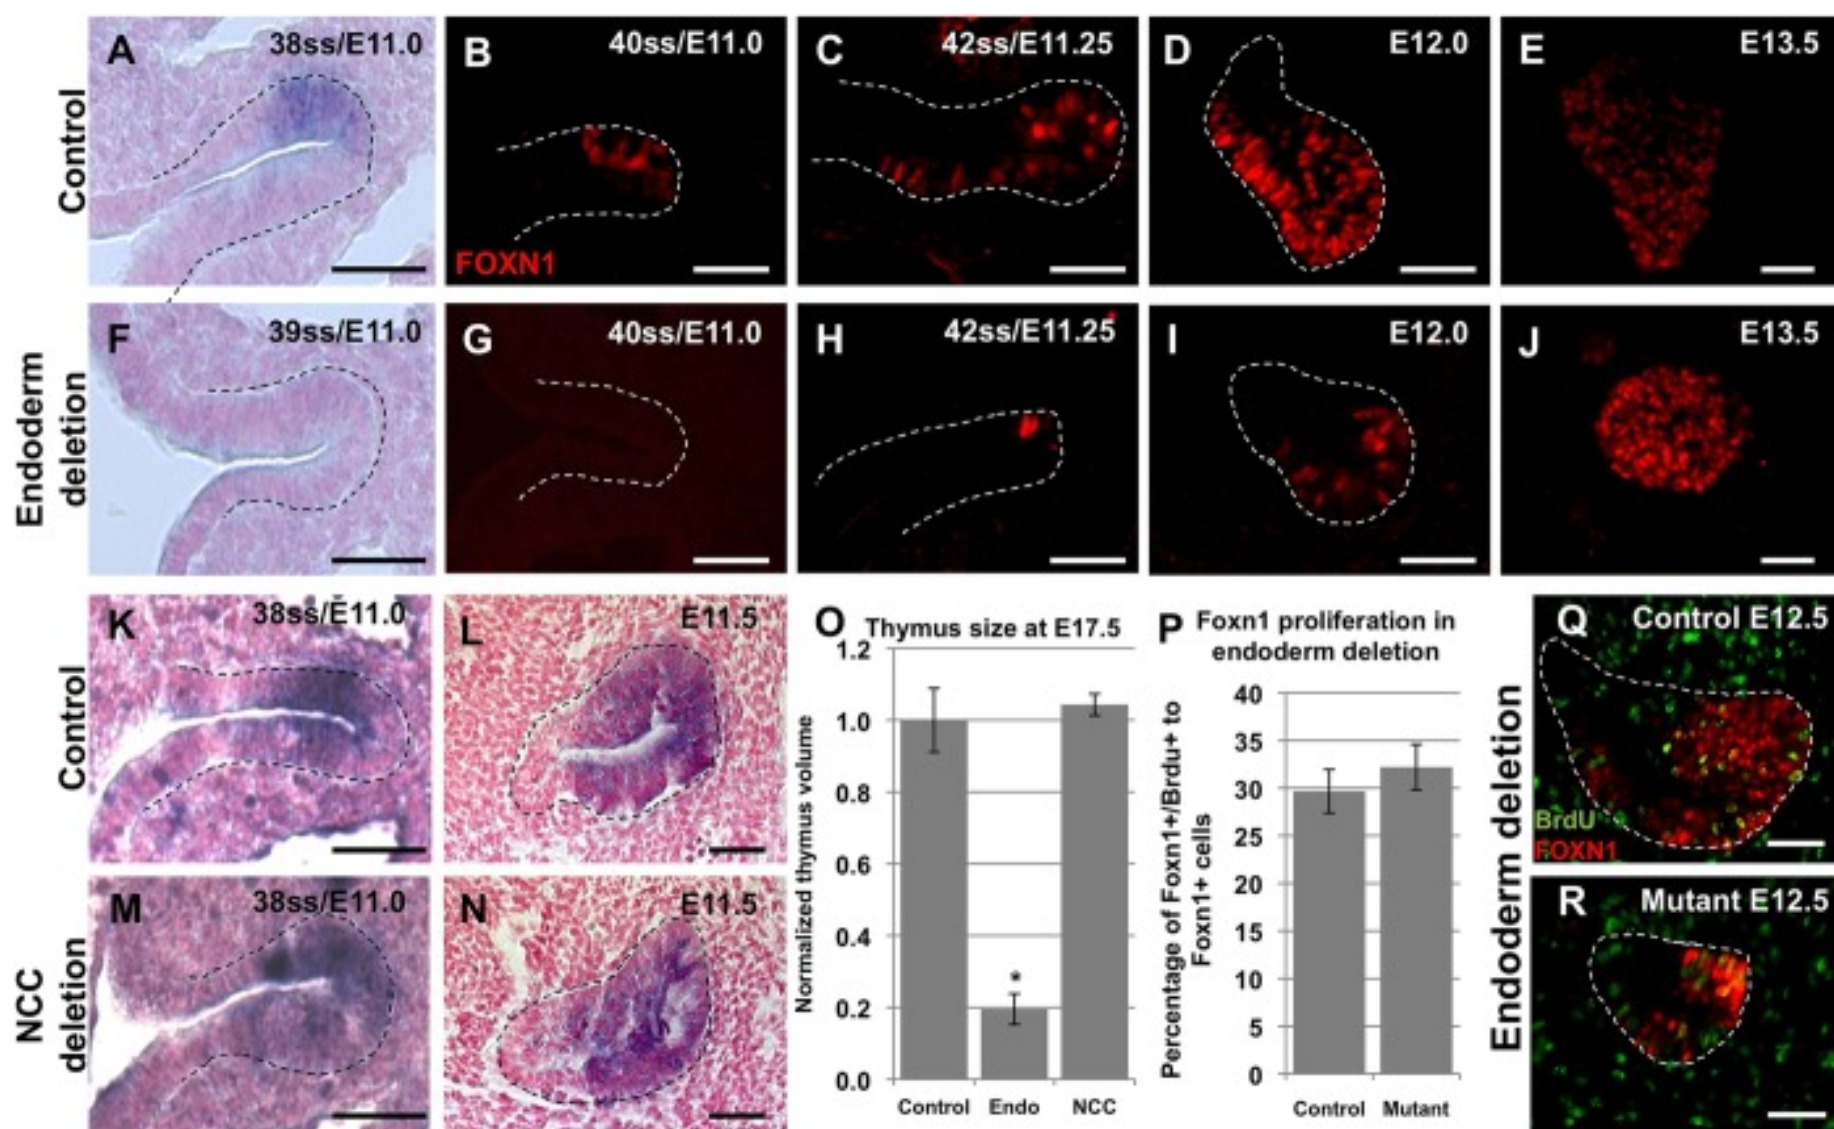 Control
A 38ss/E11.0
B 40ss/E11.0
FOXN1
C 42ss/E11.25
D E12.0
E E13.5
Endoderm
deletion
F 39ss/E11.0
G 40ss/E11.0
H 42ss/E11.25
I E12.0
J E13.5
Control
K 38ss/E11.0
L E11.5
NCC
deletion
M 38ss/E11.0
N E11.5
O Thymus size at E17.5
Normalized thymus volume
1.2
1.0
0.8
0.6
0.4
0.2
0.0
*
Control Endo NCC
P Foxn1 proliferation in
endoderm deletion
Percentage of Foxn1+/Brdu+ to
Foxn1+ cells
40
35
30
25
20
15
10
5
0
Control Mutant
Endoderm deletion
Q Control E12.5
BrdU
FOXN1
R Mutant E12.5